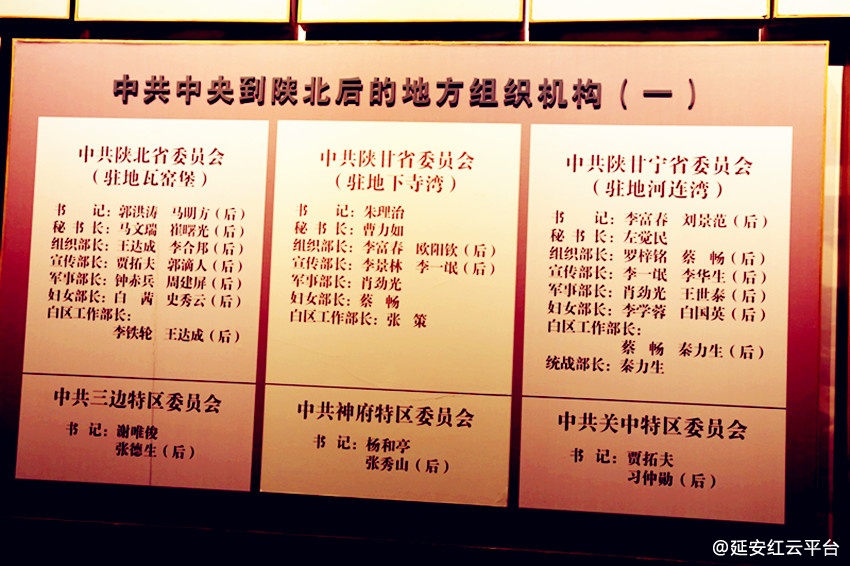 中共中央到陕北后的地方组织机构(一)
中共陕北省委员会
(驻地瓦窑堡)
书 记:郭洪涛 马明方(后)
秘书长:马文瑞 崔曙光(后)
组织部长:王达成 李合邦(后)
宣传部长:贾拓夫 郭滴人(后)
军事部长:钟赤兵 周建屏(后)
妇女部长:白 茜 史秀云(后)
白区工作部长:
李铁轮 王达成(后)
中共三边特区委员会
书 记:谢唯俊
张德生(后)
中共陕甘省委员会
(驻地下寺湾)
书 记:朱理治
秘书长:曹力如
组织部长:李富春 欧阳钦(后)
宣传部长:李景林 李一氓(后)
军事部长:肖劲光
妇女部长:蔡 畅
白区工作部长:张 策
中共神府特区委员会
书 记:杨和亭
张秀山(后)
中共陕甘宁省委员会
(驻地河连湾)
书 记:李富春 刘景范(后)
秘书长:左觉民
组织部长:罗梓铭 蔡 畅(后)
宣传部长:李一氓 李华生(后)
军事部长:肖劲光 王世泰(后)
妇女部长:李学蓉 白国英(后)
白区工作部长:
蔡 畅 秦力生(后)
统战部长:秦力生
中共关中特区委员会
书 记:贾拓夫
习仲勋(后)
@延安红云平台